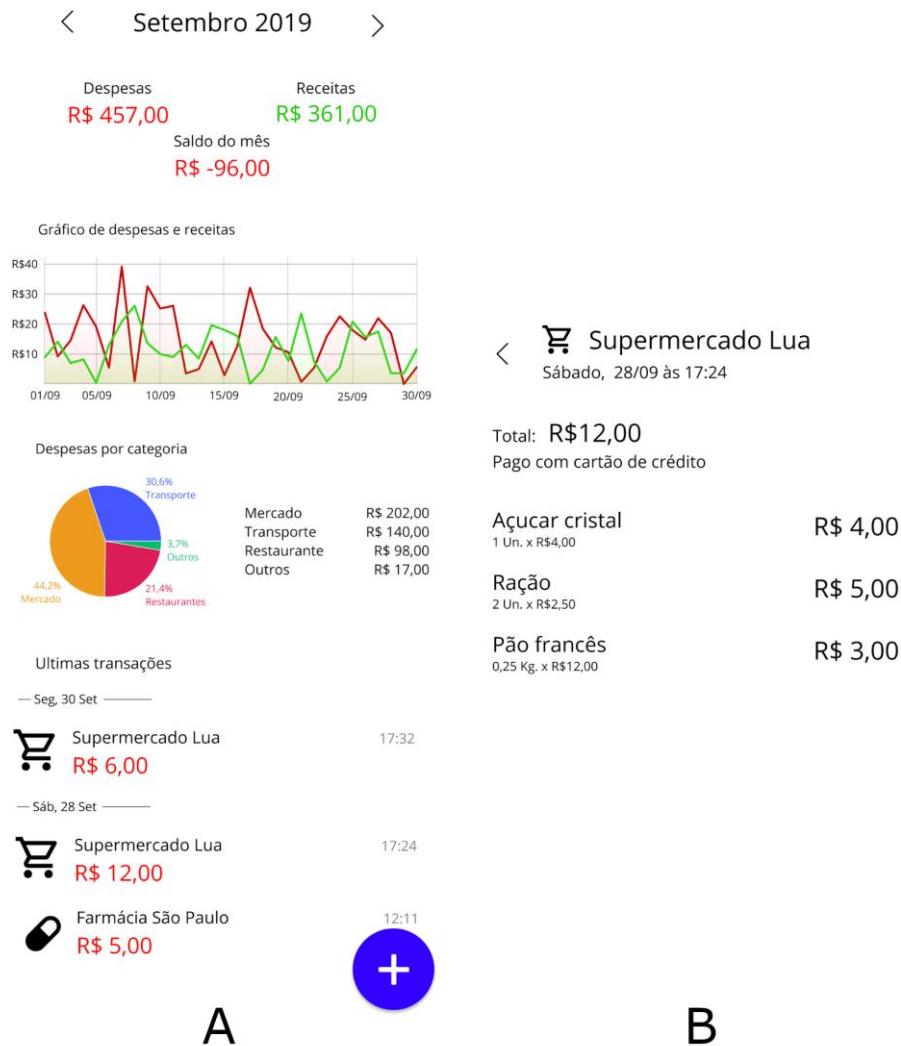 Setembro 2019
Despesas Receitas
R$ 457,00 R$ 361,00
Saldo do mês
R$ -96,00
Gráfico de despesas e receitas
R$40
R$30
R$20
R$10
01/09 05/09 10/09 15/09 20/09 25/09 30/09
Despesas por categoria
30,6%
Transporte
3,7%
Outros
44,2%
Mercado
21,4%
Restaurantes
Mercado R$ 202,00
Transporte R$ 140,00
Restaurante R$ 98,00
Outros R$ 17,00
Ultimas transações
Seg, 30 Set
Supermercado Lua 17:32
R$ 6,00
Sáb, 28 Set
Supermercado Lua 17:24
R$ 12,00
Farmácia São Paulo 12:11
R$ 5,00
A
Supermercado Lua
Sábado, 28/09 às 17:24
Total: R$12,00
Pago com cartão de crédito
Açucar cristal R$ 4,00
1 Un. x R$4,00
Ração R$ 5,00
2 Un. x R$2,50
Pão francês R$ 3,00
0,25 Kg. x R$12,00
B